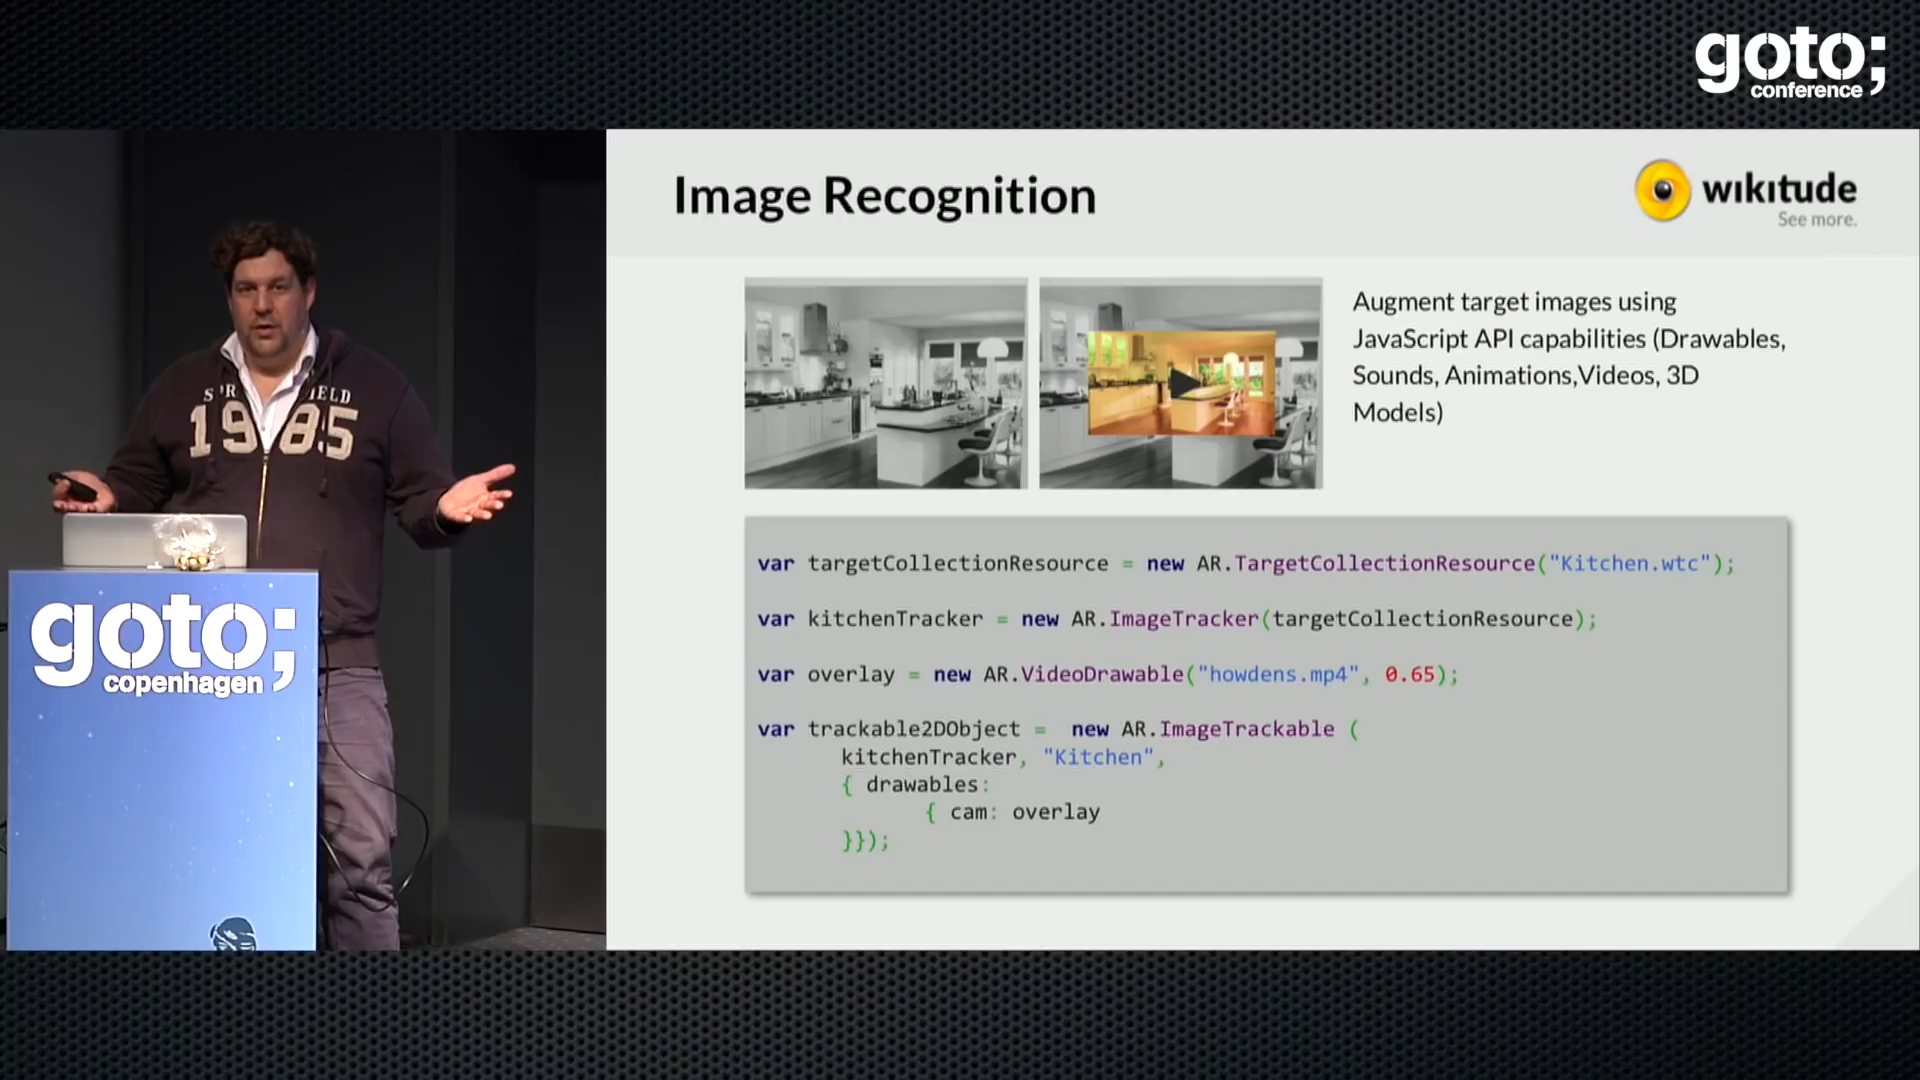 goto;
conference
Image Recognition
wikitude
See more.
Augment target images using
JavaScript API capabilities (Drawables,
Sounds, Animations,Videos, 3D
Models)
var targetCollectionResource = new AR.TargetCollectionResource("Kitchen.wtc");
var kitchenTracker = new AR.ImageTracker(targetCollectionResource);
var overlay = new AR.VideoDrawable("howdens.mp4", 0.65);
var trackable2DObject = new AR.ImageTrackable (
kitchenTracker, "Kitchen",
{ drawables:
{ cam: overlay
}});
1985
goto;
copenhagen